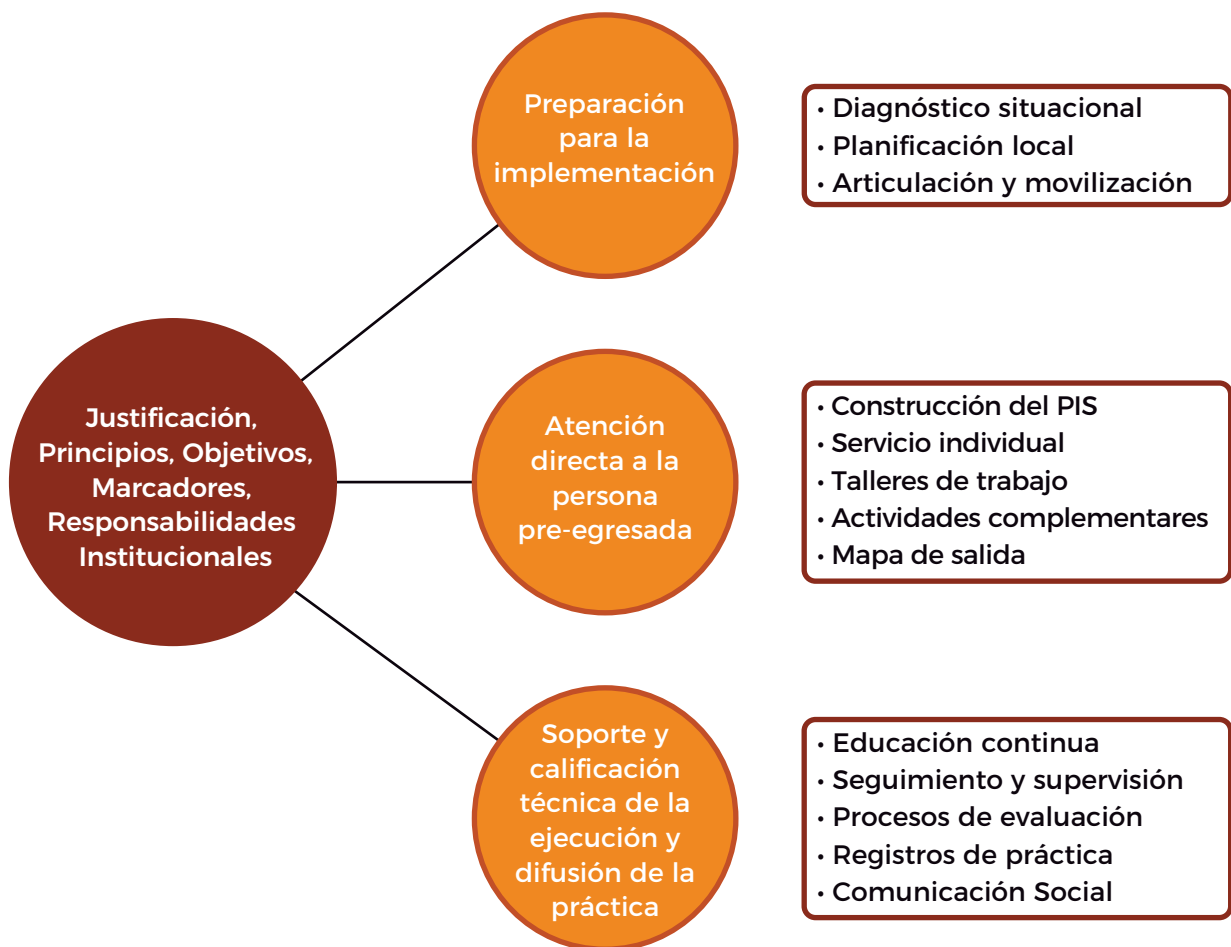 Justificación,
Principios, Objetivos,
Marcadores,
Responsabilidades
Institucionales
Preparación
para la
implementación
• Diagnóstico situacional
• Planificación local
• Articulación y movilización
Atención
directa a la
persona
pre-egresada
• Construcción del PIS
• Servicio individual
• Talleres de trabajo
• Actividades complementares
• Mapa de salida
Soporte y
calificación
técnica de la
ejecución y
difusión de la
práctica
• Educación continua
• Seguimiento y supervisión
• Procesos de evaluación
• Registros de práctica
• Comunicación Social